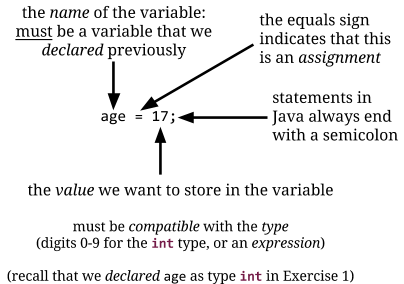 the name of the variable:
must be a variable that we
declared previously
the equals sign
indicates that this
is an assignment
age = 17;
statements in
Java always end
with a semicolon
the value we want to store in the variable
must be compatible with the type
(digits 0-9 for the int type, or an expression)
(recall that we declared age as type int in Exercise 1)